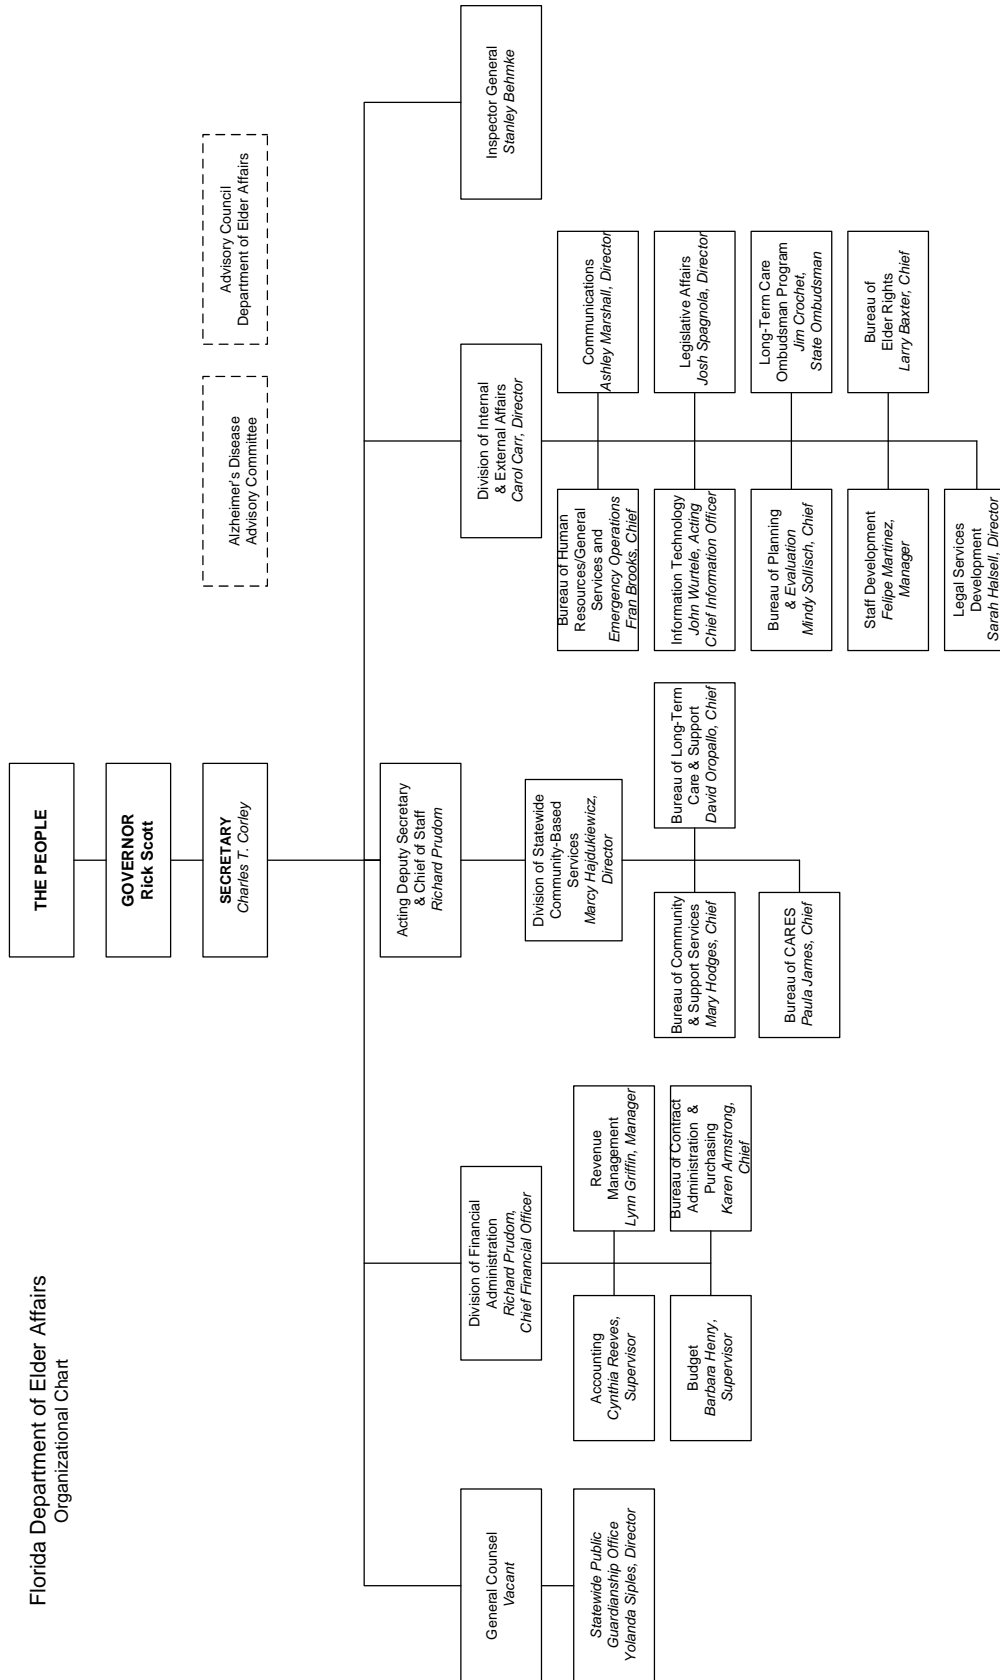 Florida Department of Elder Affairs
Organizational Chart
THE PEOPLE
GOVERNOR
Rick Scott
SECRETARY
Charles T. Corley
Alzheimer's Disease
Advisory Committee
Advisory Council
Department of Elder Affairs
General Counsel
Vacant
Statewide Public
Guardianship Office
Yolanda Siples, Director
Division of Financial
Administration
Richard Prudom,
Chief Financial Officer
Accounting
Cynthia Reeves,
Supervisor
Revenue
Management
Lynn Griffin, Manager
Budget
Barbara Henry,
Supervisor
Bureau of Contract
Administration &
Purchasing
Karen Armstrong,
Chief
Acting Deputy Secretary
& Chief of Staff
Richard Prudom
Division of Statewide
Community-Based
Services
Marcy Hajdukiewicz,
Director
Bureau of Community
& Support Services
Mary Hodges, Chief
Bureau of Long-Term
Care & Support
David Oropallo, Chief
Bureau of CARES
Paula James, Chief
Division of Internal
& External Affairs
Carol Carr, Director
Bureau of Human
Resources/General
Services and
Emergency Operations
Fran Brooks, Chief
Communications
Ashley Marshall, Director
Information Technology
John Wurtele, Acting
Chief Information Officer
Legislative Affairs
Josh Spagnola, Director
Bureau of Planning
& Evaluation
Mindy Sollisch, Chief
Long-Term Care
Ombudsman Program
Jim Crochet,
State Ombudsman
Staff Development
Felipe Martinez,
Manager
Bureau of
Elder Rights
Larry Baxter, Chief
Legal Services
Development
Sarah Halsell, Director
Inspector General
Stanley Behmke